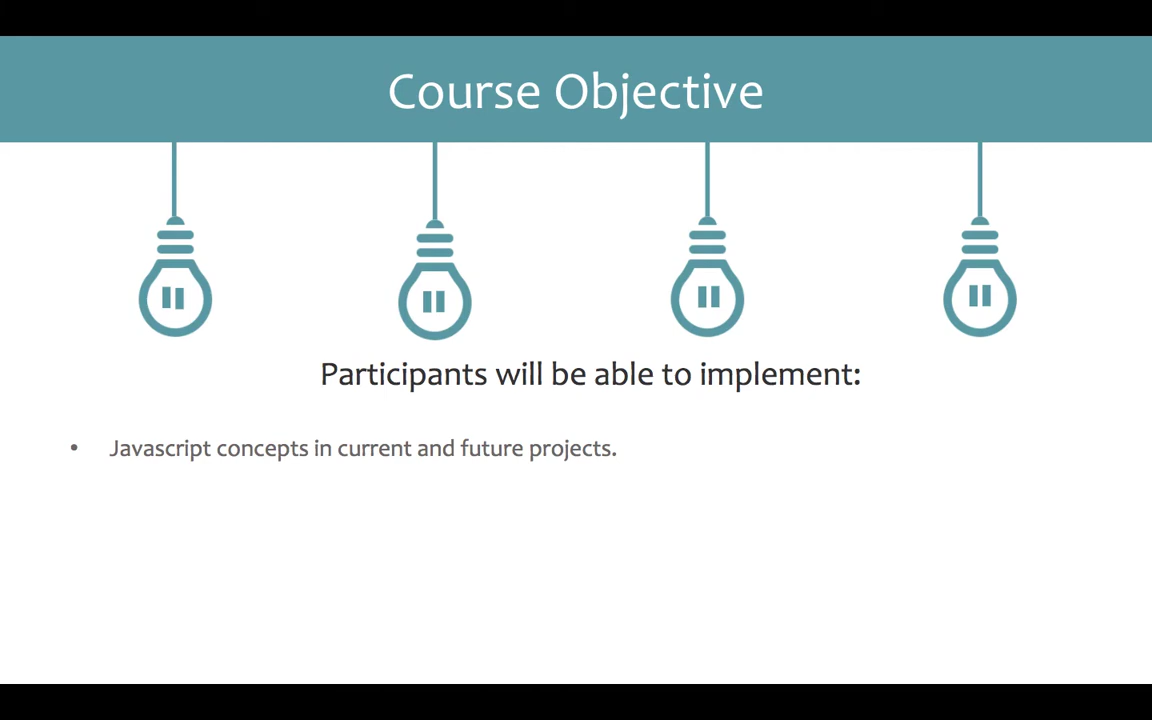 Course Objective
Participants will be able to implement:
• Javascript concepts in current and future projects.